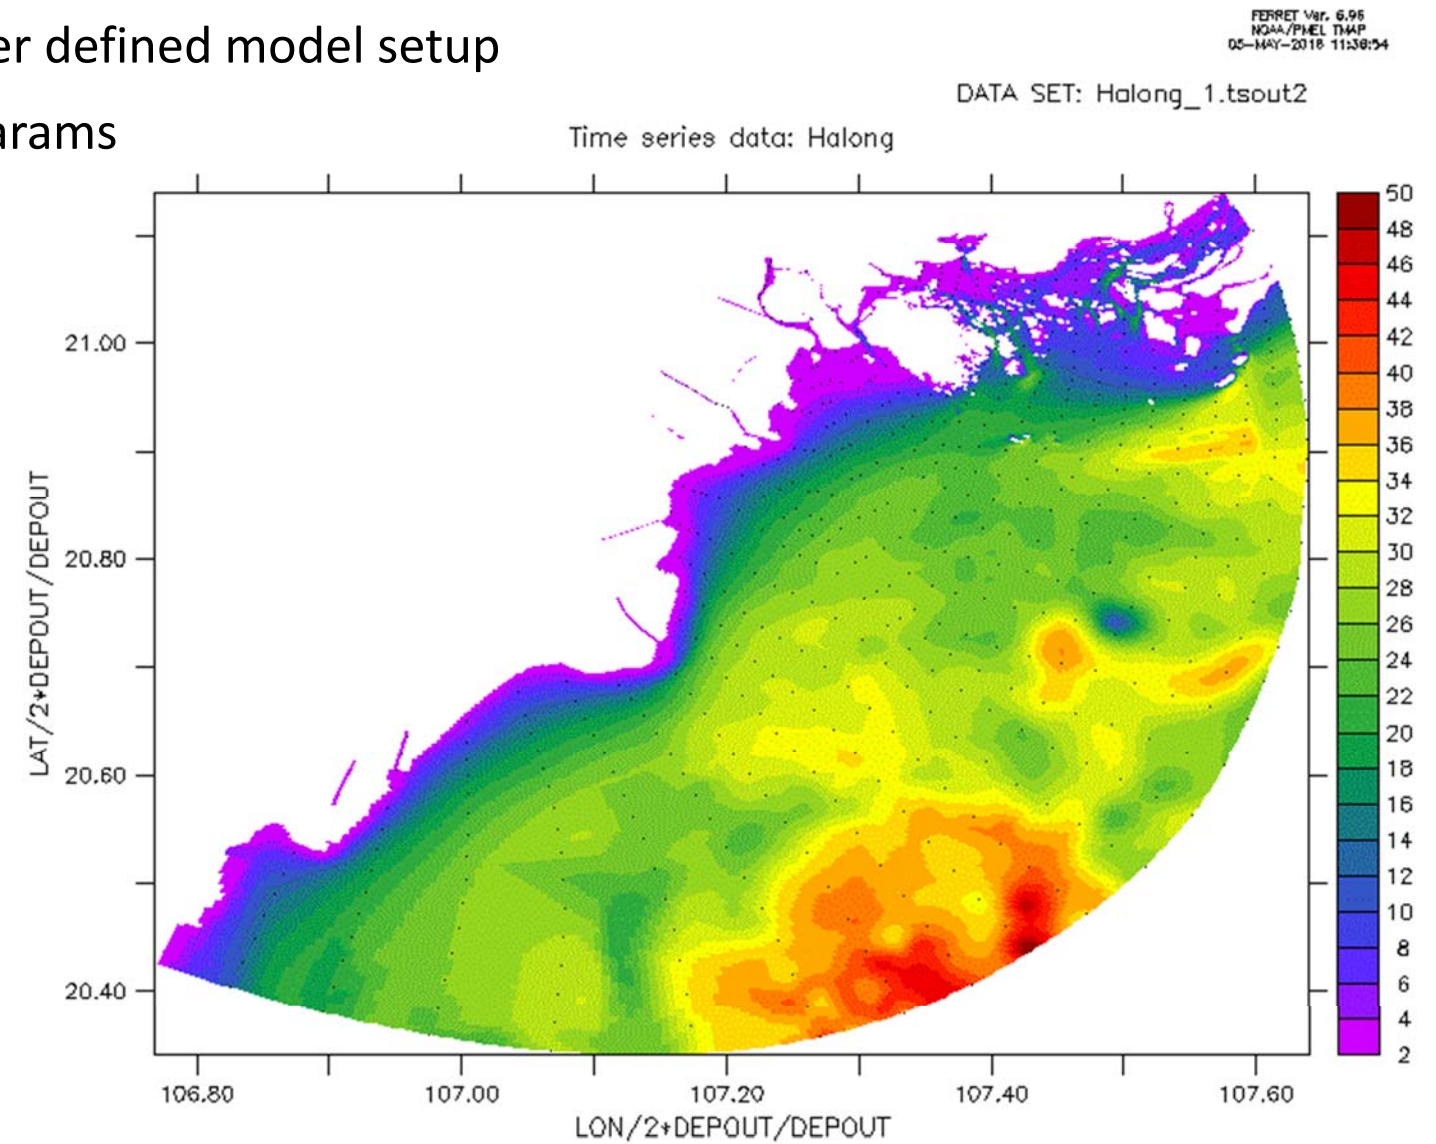 er defined model setup
arams
FERRET Ver. 6.95
NOAA/PMEL TMAP
05-MAY-2016 11:36:54
DATA SET: Halong_1.tsout2
Time series data: Halong
50
48
46
44
42
40
38
36
34
32
30
28
26
24
22
20
18
16
14
12
10
8
6
4
2
21.00
20.80
20.60
20.40
LAT/2*DEPOUT/DEPOUT
106.80 107.00 107.20 107.40 107.60
LON/2*DEPOUT/DEPOUT